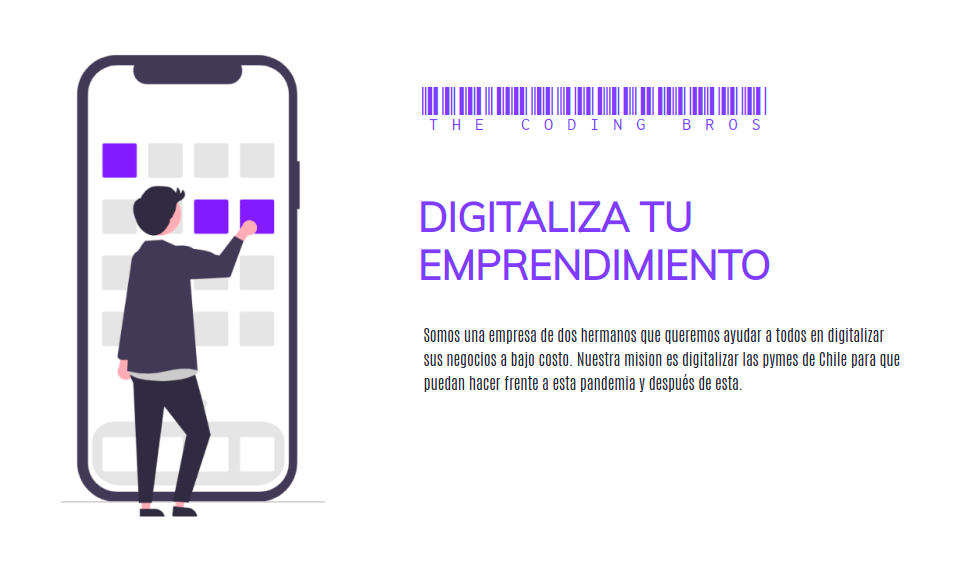 THE CODING BROS
DIGITALIZA TU
EMPRENDIMIENTO
Somos una empresa de dos hermanos que queremos ayudar a todos en digitalizar
sus negocios a bajo costo. Nuestra mision es digitalizar las pymes de Chile para que
puedan hacer frente a esta pandemia y después de esta.